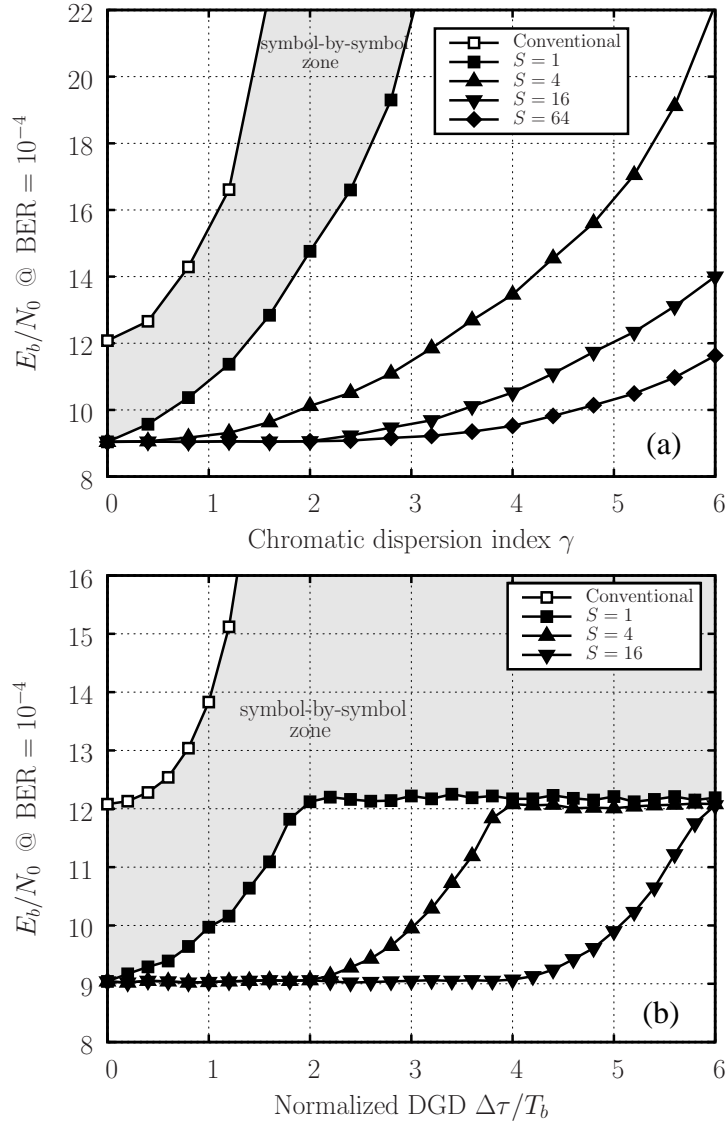 22
20
18
16
14
12
10
8
E_b/N_0 @ BER = 10^{-4}
symbol-by-symbol
zone
Conventional
S = 1
S = 4
S = 16
S = 64
(a)
0 1 2 3 4 5 6
Chromatic dispersion index γ
16
15
14
13
12
11
10
9
8
E_b/N_0 @ BER = 10^{-4}
Conventional
S = 1
S = 4
S = 16
symbol-by-symbol
zone
(b)
0 1 2 3 4 5 6
Normalized DGD Δτ/T_b